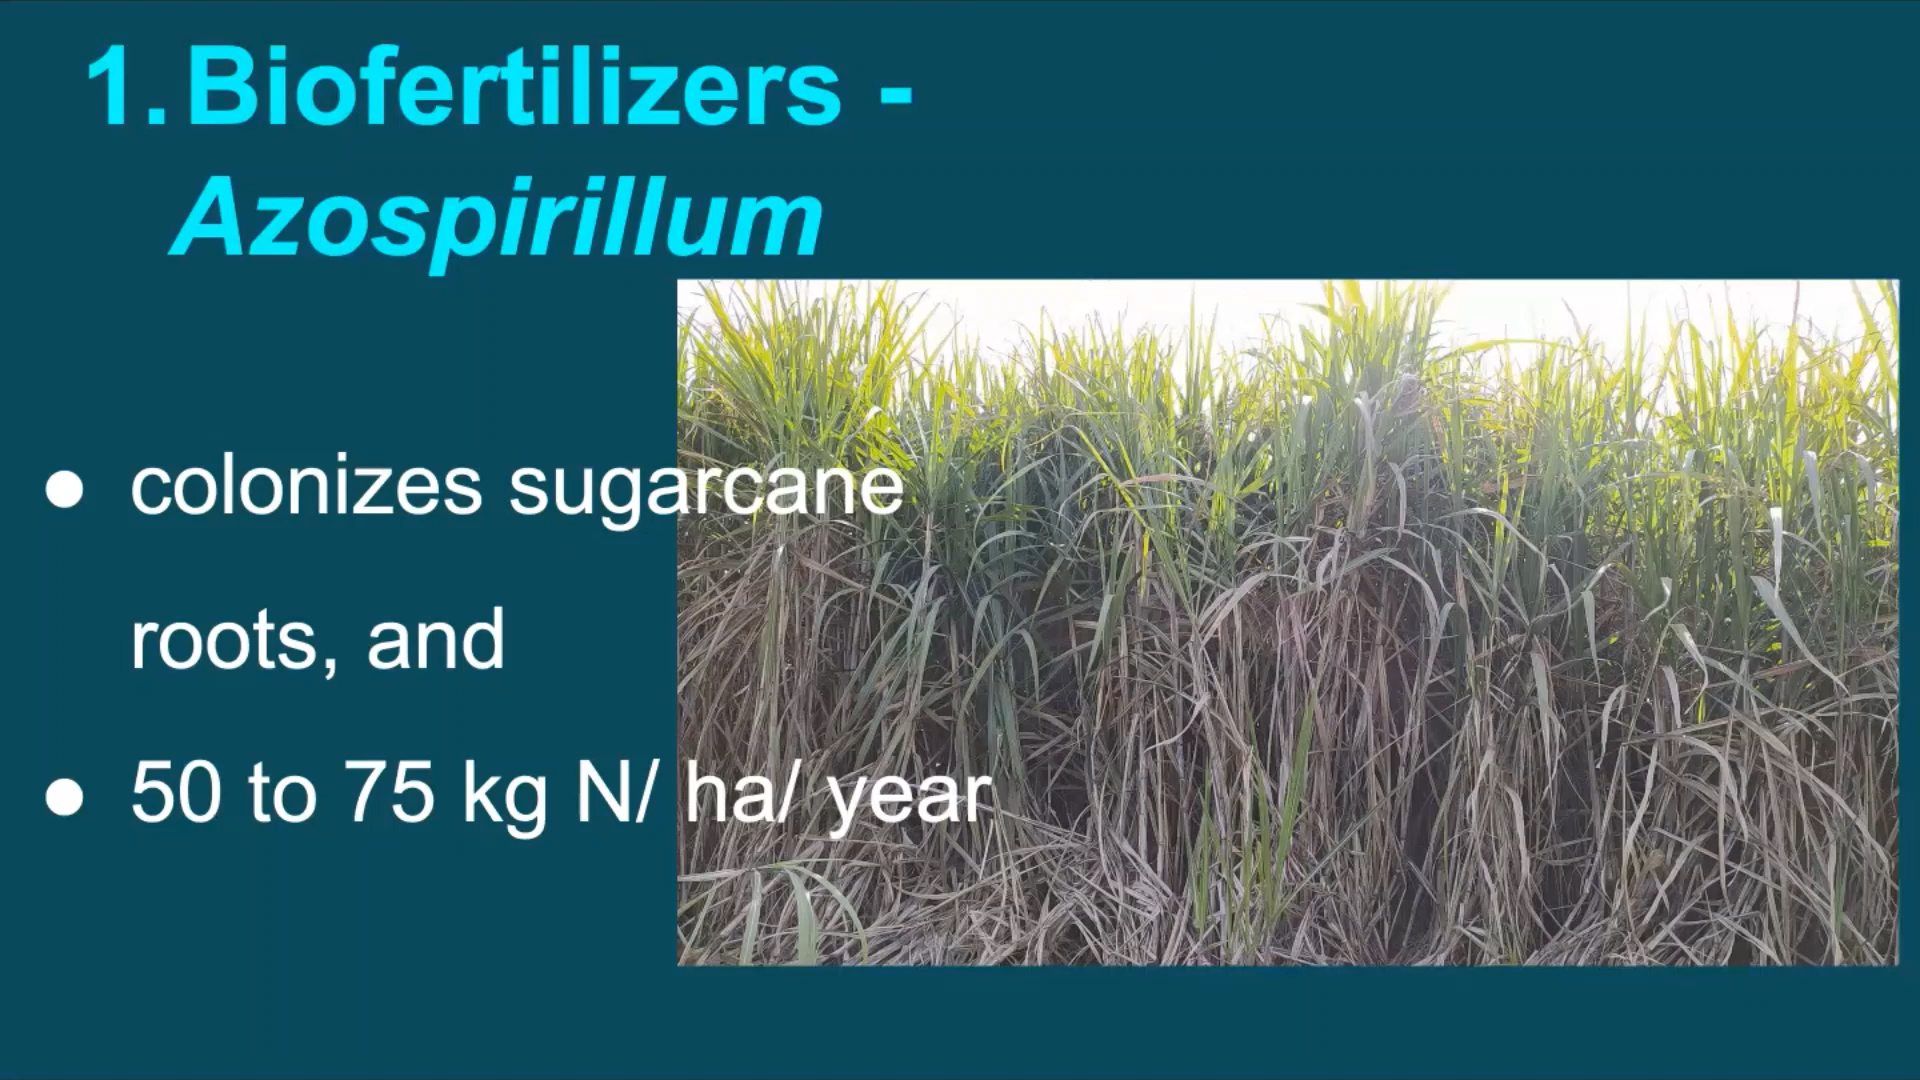 1. Biofertilizers -
Azospirillum
● colonizes sugarcane
roots, and
● 50 to 75 kg N/ ha/ year